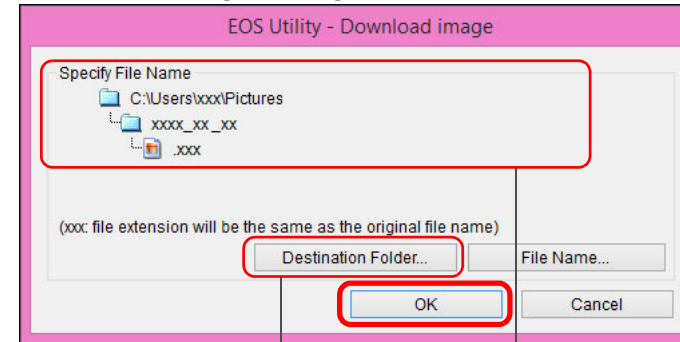 EOS Utility - Download image
Specify File Name
C:\Users\xxx\Pictures
xxxx_xx_xx
.xxx
(xxx: file extension will be the same as the original file name)
Destination Folder...
File Name...
OK
Cancel